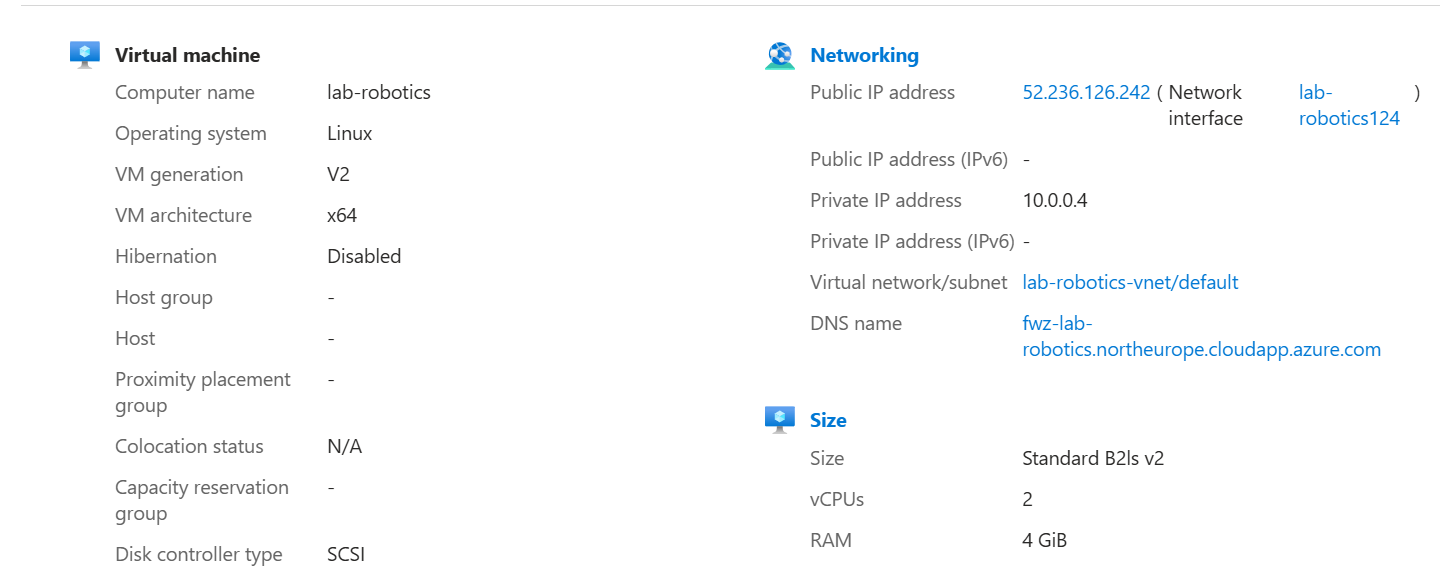 Virtual machine
Computer name lab-robotics
Operating system Linux
VM generation V2
VM architecture x64
Hibernation Disabled
Host group -
Host -
Proximity placement -
group
Colocation status N/A
Capacity reservation -
group
Disk controller type SCSI
Networking
Public IP address 52.236.126.242 ( Network lab- )
interface robotics124
Public IP address (IPv6) -
Private IP address 10.0.0.4
Private IP address (IPv6) -
Virtual network/subnet lab-robotics-vnet/default
DNS name fwz-lab-
robotics.northeurope.cloudapp.azure.com
Size
Size Standard B2ls v2
vCPUs 2
RAM 4 GiB